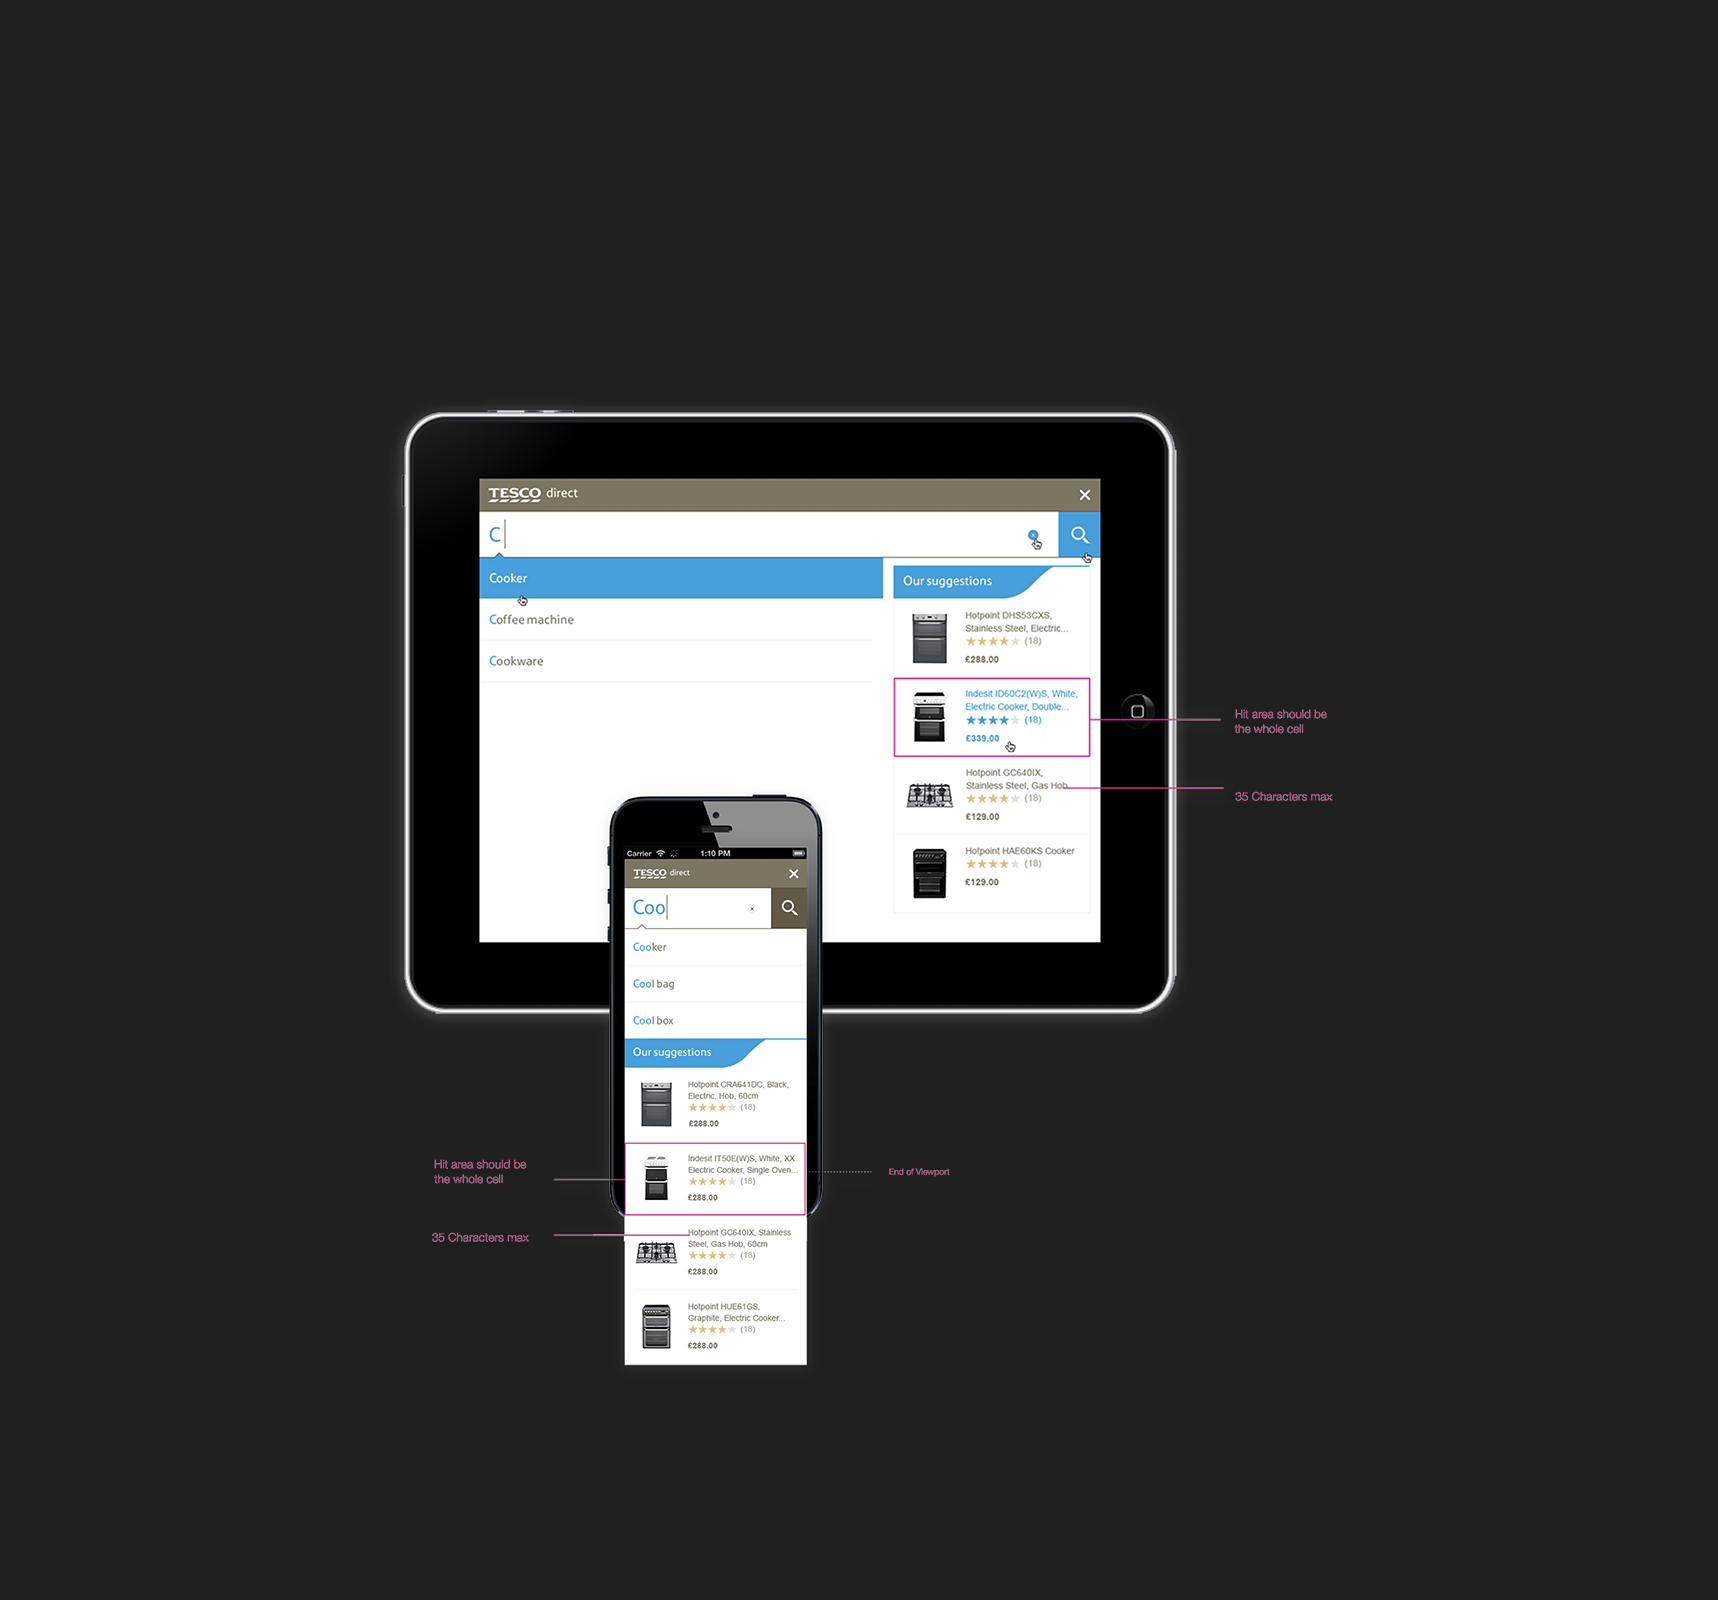 TESCO direct
C
Cooker
Coffee machine
Cookware
Our suggestions
Hotpoint DHS53CXS,
Stainless Steel, Electric...
(18)
£288.00
Indesit ID60C2(W)S, White,
Electric Cooker, Double...
(18)
£339.00
Hotpoint GC640IX,
Stainless Steel, Gas Hob...
(18)
£129.00
Hotpoint HAE60KS Cooker
(18)
£129.00
Hit area should be
the whole cell
35 Characters max
Carrier 1:10 PM
TESCO direct
Coo
Cooker
Cool bag
Cool box
Our suggestions
Hotpoint CRA641DC, Black,
Electric, Hob, 60cm
(18)
£288.00
Indesit IT50E(W)S, White, XX
Electric Cooker, Single Oven...
(18)
£288.00
Hotpoint GC640IX, Stainless
Steel, Gas Hob, 60cm
(18)
£288.00
Hotpoint HUE61GS,
Graphite, Electric Cooker...
(18)
£288.00
Hit area should be
the whole cell
35 Characters max
End of Viewport